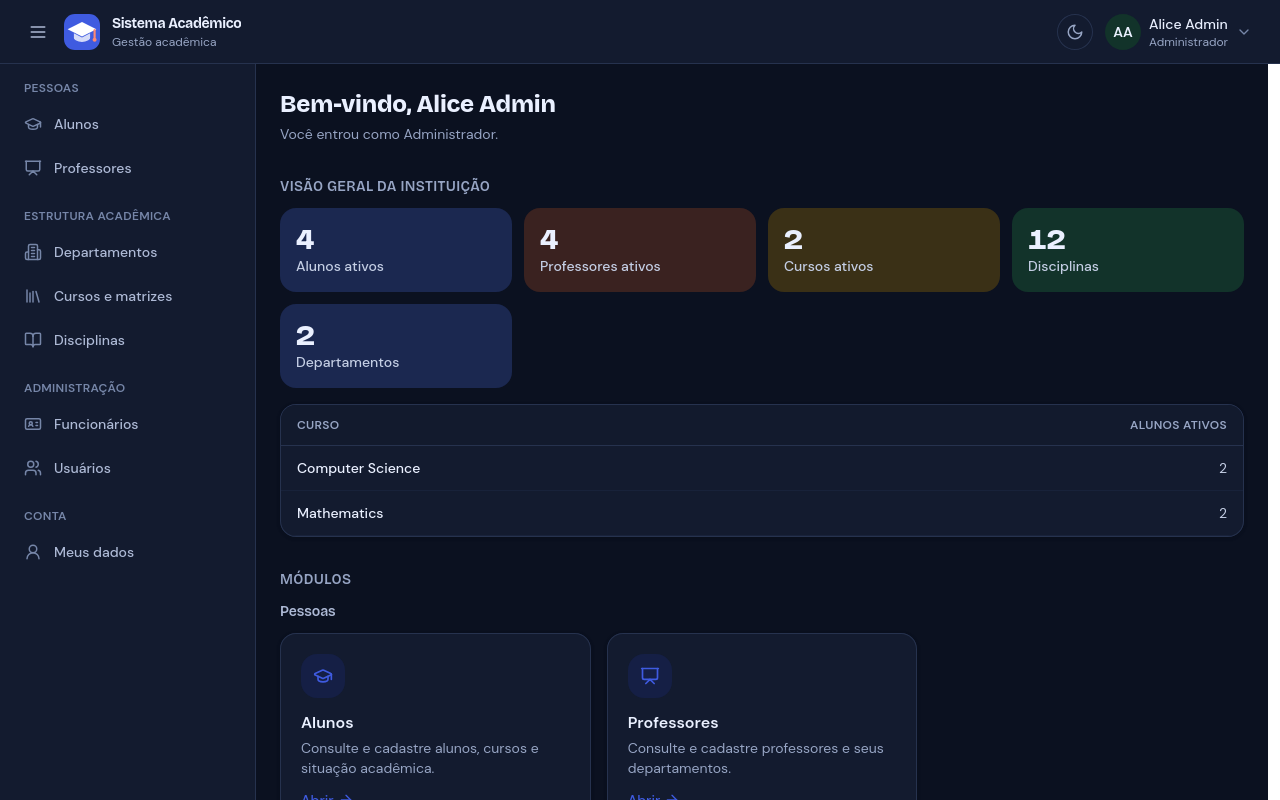 Sistema Acadêmico
Gestão acadêmica
AA
Alice Admin
Administrador
PESSOAS
Alunos
Professores
ESTRUTURA ACADÊMICA
Departamentos
Cursos e matrizes
Disciplinas
ADMINISTRAÇÃO
Funcionários
Usuários
CONTA
Meus dados
Bem-vindo, Alice Admin
Você entrou como Administrador.
VISÃO GERAL DA INSTITUIÇÃO
4
Alunos ativos
4
Professores ativos
2
Cursos ativos
12
Disciplinas
2
Departamentos
CURSO ALUNOS ATIVOS
Computer Science 2
Mathematics 2
MÓDULOS
Pessoas
Alunos
Consulte e cadastre alunos, cursos e
situação acadêmica.
Abrir →
Professores
Consulte e cadastre professores e seus
departamentos.
Abrir →